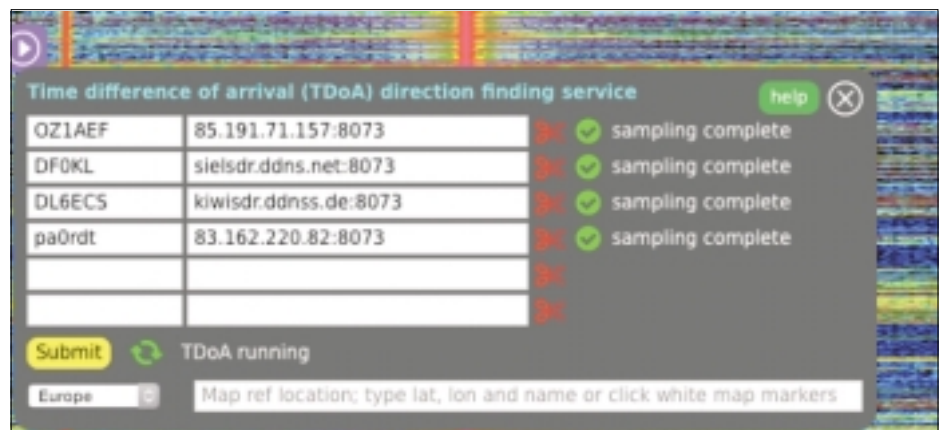 Time difference of arrival (TDoA) direction finding service help
OZ1AEF 85.191.71.157:8073 sampling complete
DF0KL sielsdr.ddns.net:8073 sampling complete
DL6ECS kiwisdr.ddnss.de:8073 sampling complete
pa0rdt 83.162.220.82:8073 sampling complete
Submit TDoA running
Europe Map ref location; type lat, lon and name or click white map markers